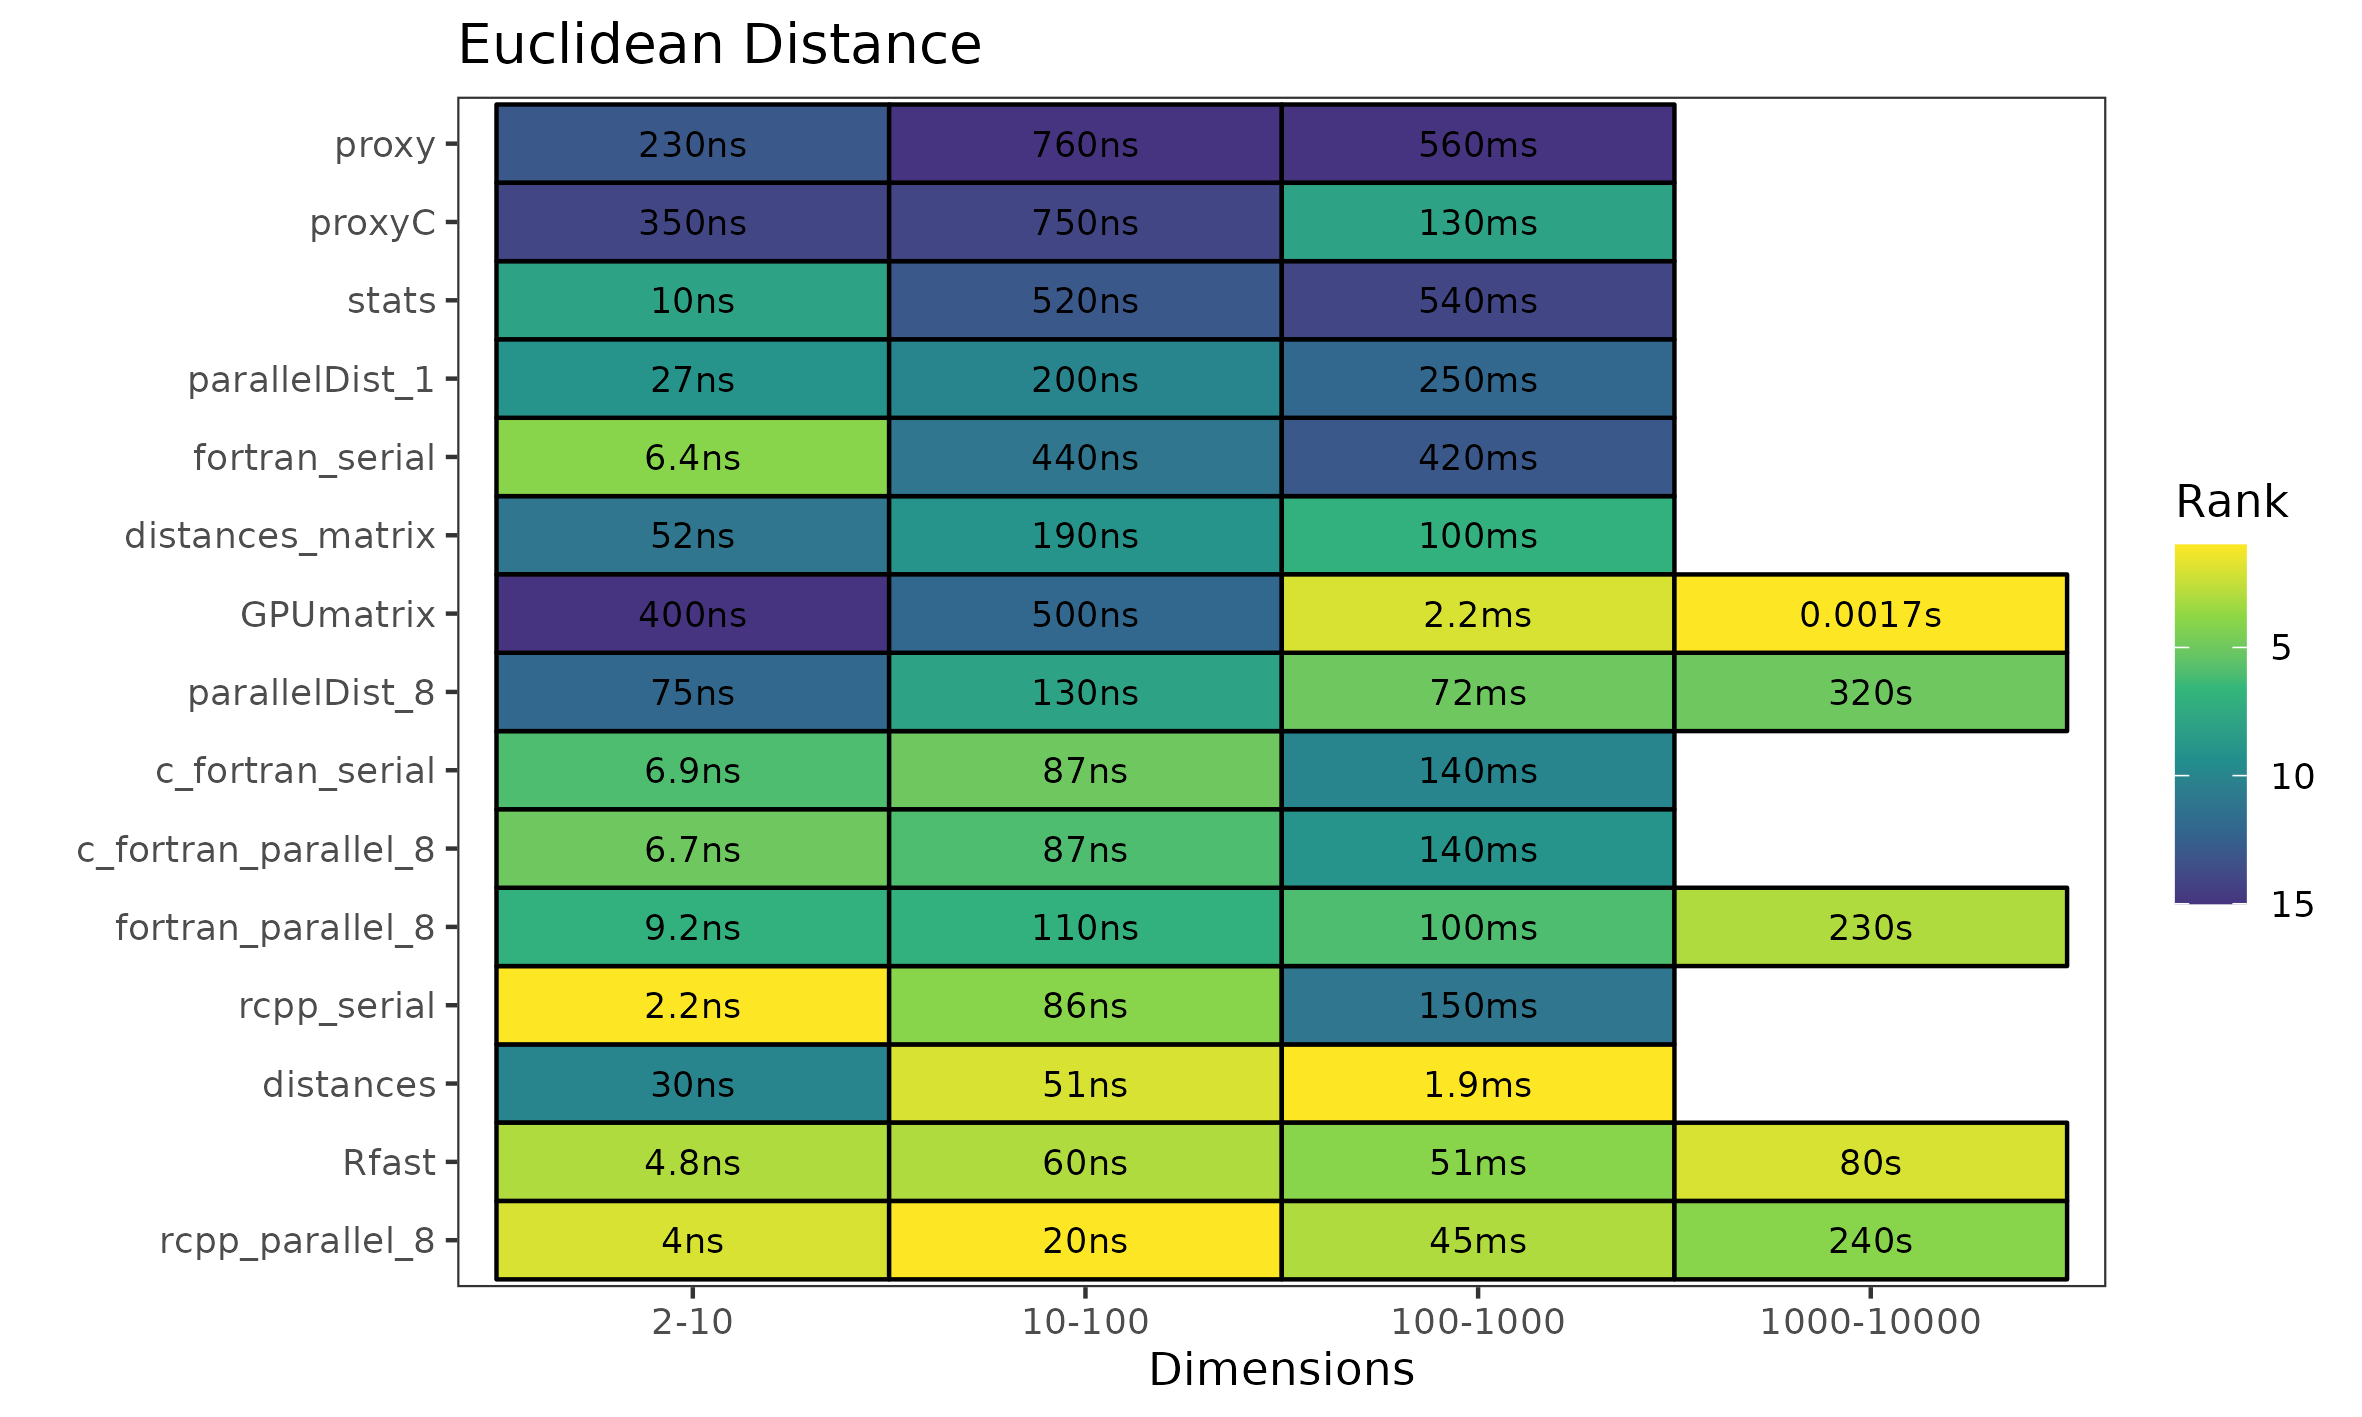 Euclidean Distance
proxy 230ns 760ns 560ms
proxyC 350ns 750ns 130ms
stats 10ns 520ns 540ms
parallelDist_1 27ns 200ns 250ms
fortran_serial 6.4ns 440ns 420ms
distances_matrix 52ns 190ns 100ms
GPUmatrix 400ns 500ns 2.2ms 0.0017s
parallelDist_8 75ns 130ns 72ms 320s
c_fortran_serial 6.9ns 87ns 140ms
c_fortran_parallel_8 6.7ns 87ns 140ms
fortran_parallel_8 9.2ns 110ns 100ms 230s
rcpp_serial 2.2ns 86ns 150ms
distances 30ns 51ns 1.9ms
Rfast 4.8ns 60ns 51ms 80s
rcpp_parallel_8 4ns 20ns 45ms 240s
2-10 10-100 100-1000 1000-10000
Dimensions
Rank
5
10
15